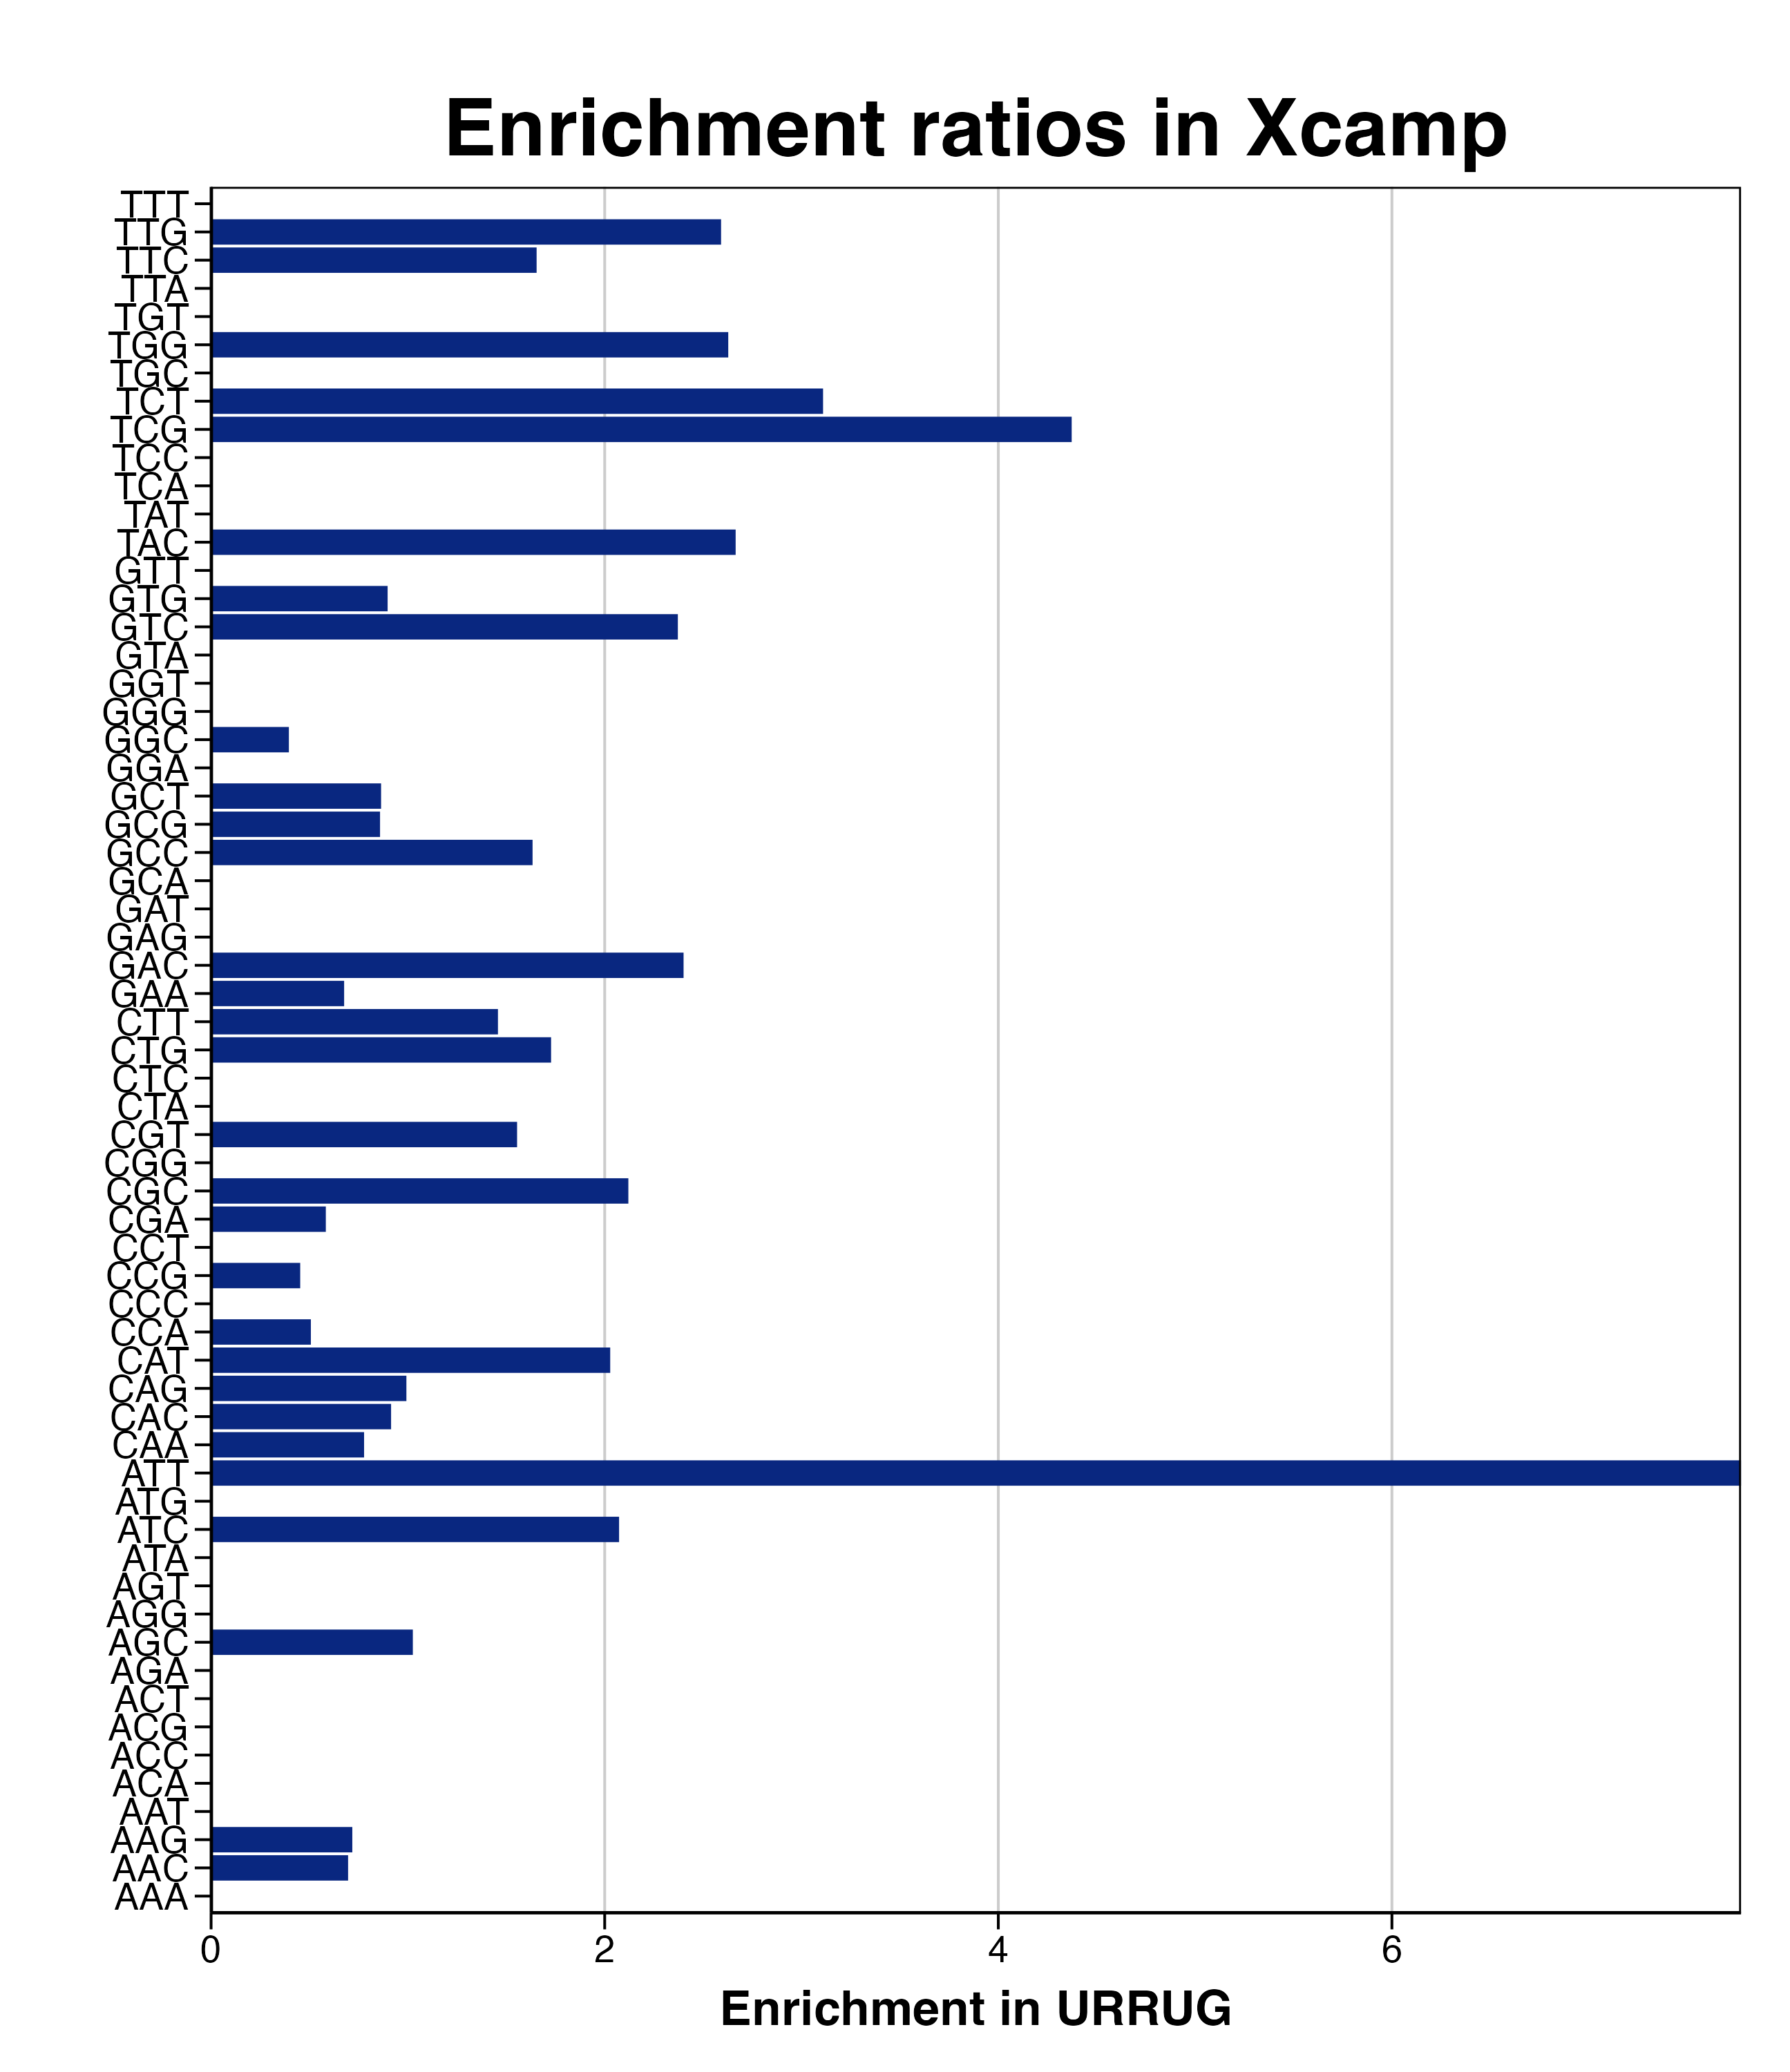 Enrichment ratios in Xcamp
TTT
TTG
TTC
TTA
TGT
TGG
TGC
TCT
TCG
TCC
TCA
TAT
TAC
GTT
GTG
GTC
GTA
GGT
GGG
GGC
GGA
GCT
GCG
GCC
GCA
GAT
GAG
GAC
GAA
CTT
CTG
CTC
CTA
CGT
CGG
CGC
CGA
CCT
CCG
CCC
CCA
CAT
CAG
CAC
CAA
ATT
ATG
ATC
ATA
AGT
AGG
AGC
AGA
ACT
ACG
ACC
ACA
AAT
AAG
AAC
AAA
0 2 4 6
Enrichment in URRUG